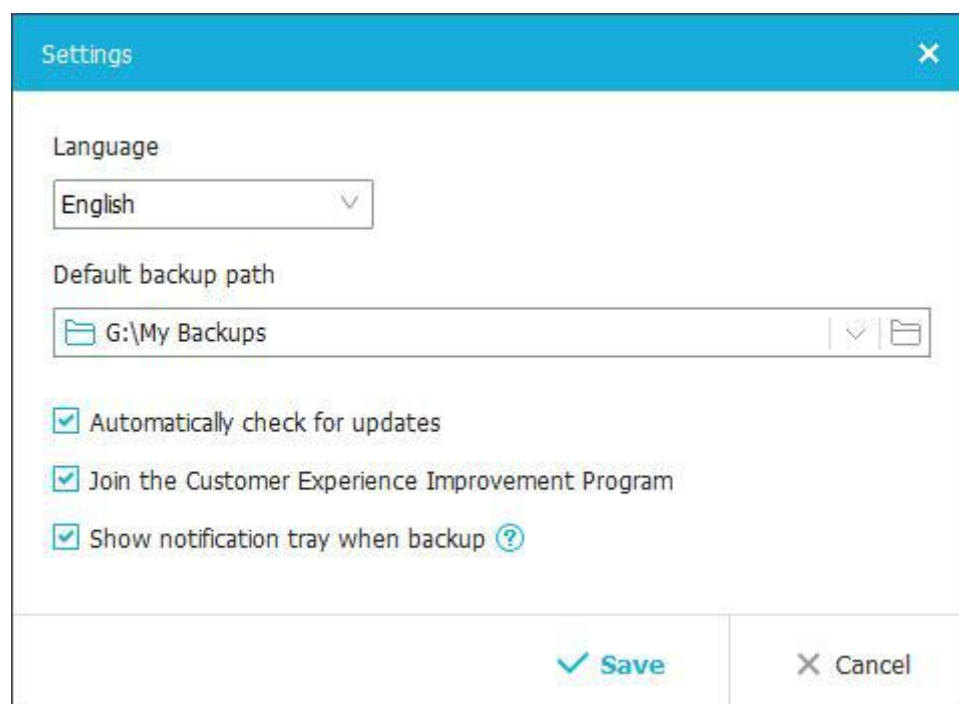 Settings
Language
English
Default backup path
G:\My Backups
Automatically check for updates
Join the Customer Experience Improvement Program
Show notification tray when backup ?
Save
Cancel